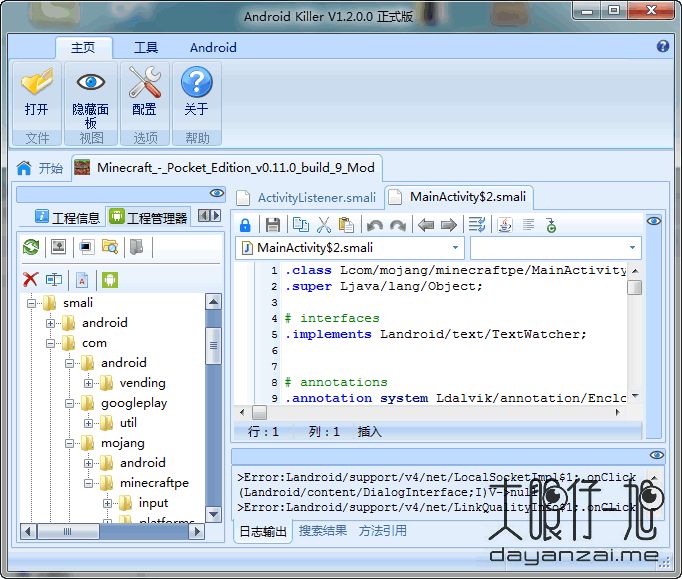 Android Killer V1.2.0.0 正式版
主页 工具 Android
打开 隐藏面板 配置 关于
文件 视图 选项 帮助
开始 Minecraft_-_Pocket_Edition_v0.11.0_build_9_Mod
工程信息 工程管理器
smali
android
com
android
vending
googleplay
util
mojang
android
minecraftpe
input
platforms
ActivityListener.smali MainActivity$2.smali
MainActivity$2.smali
1 .class Lcom/mojang/minecraftpe/MainActivity
2 .super Ljava/lang/Object;
3
4 # interfaces
5 .implements Landroid/text/TextWatcher;
6
7
8 # annotations
9 .annotation system Ldalvik/annotation/Enclo
行：1 列：1 插入
>Error:Landroid/support/v4/net/LocalSocketImpl$1;.onClick
(Landroid/content/DialogInterface;I)V->null
>Error:Landroid/support/v4/net/LinkQualityInfo$1;.onClick
日志输出 搜索结果 方法引用
大眼仔~旭
dayanzai.me